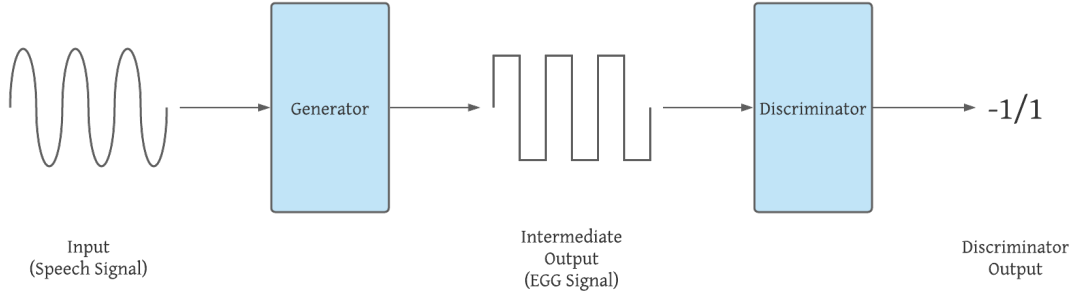 Generator
Discriminator
-1/1
Input
(Speech Signal)
Intermediate
Output
(EGG Signal)
Discriminator
Output